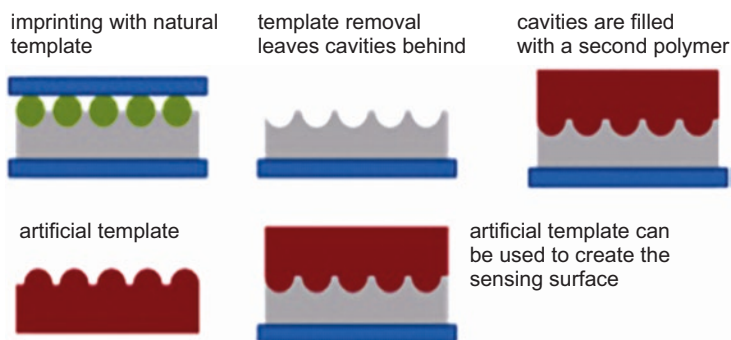 imprinting with natural
template
template removal
leaves cavities behind
cavities are filled
with a second polymer
artificial template
artificial template can
be used to create the
sensing surface